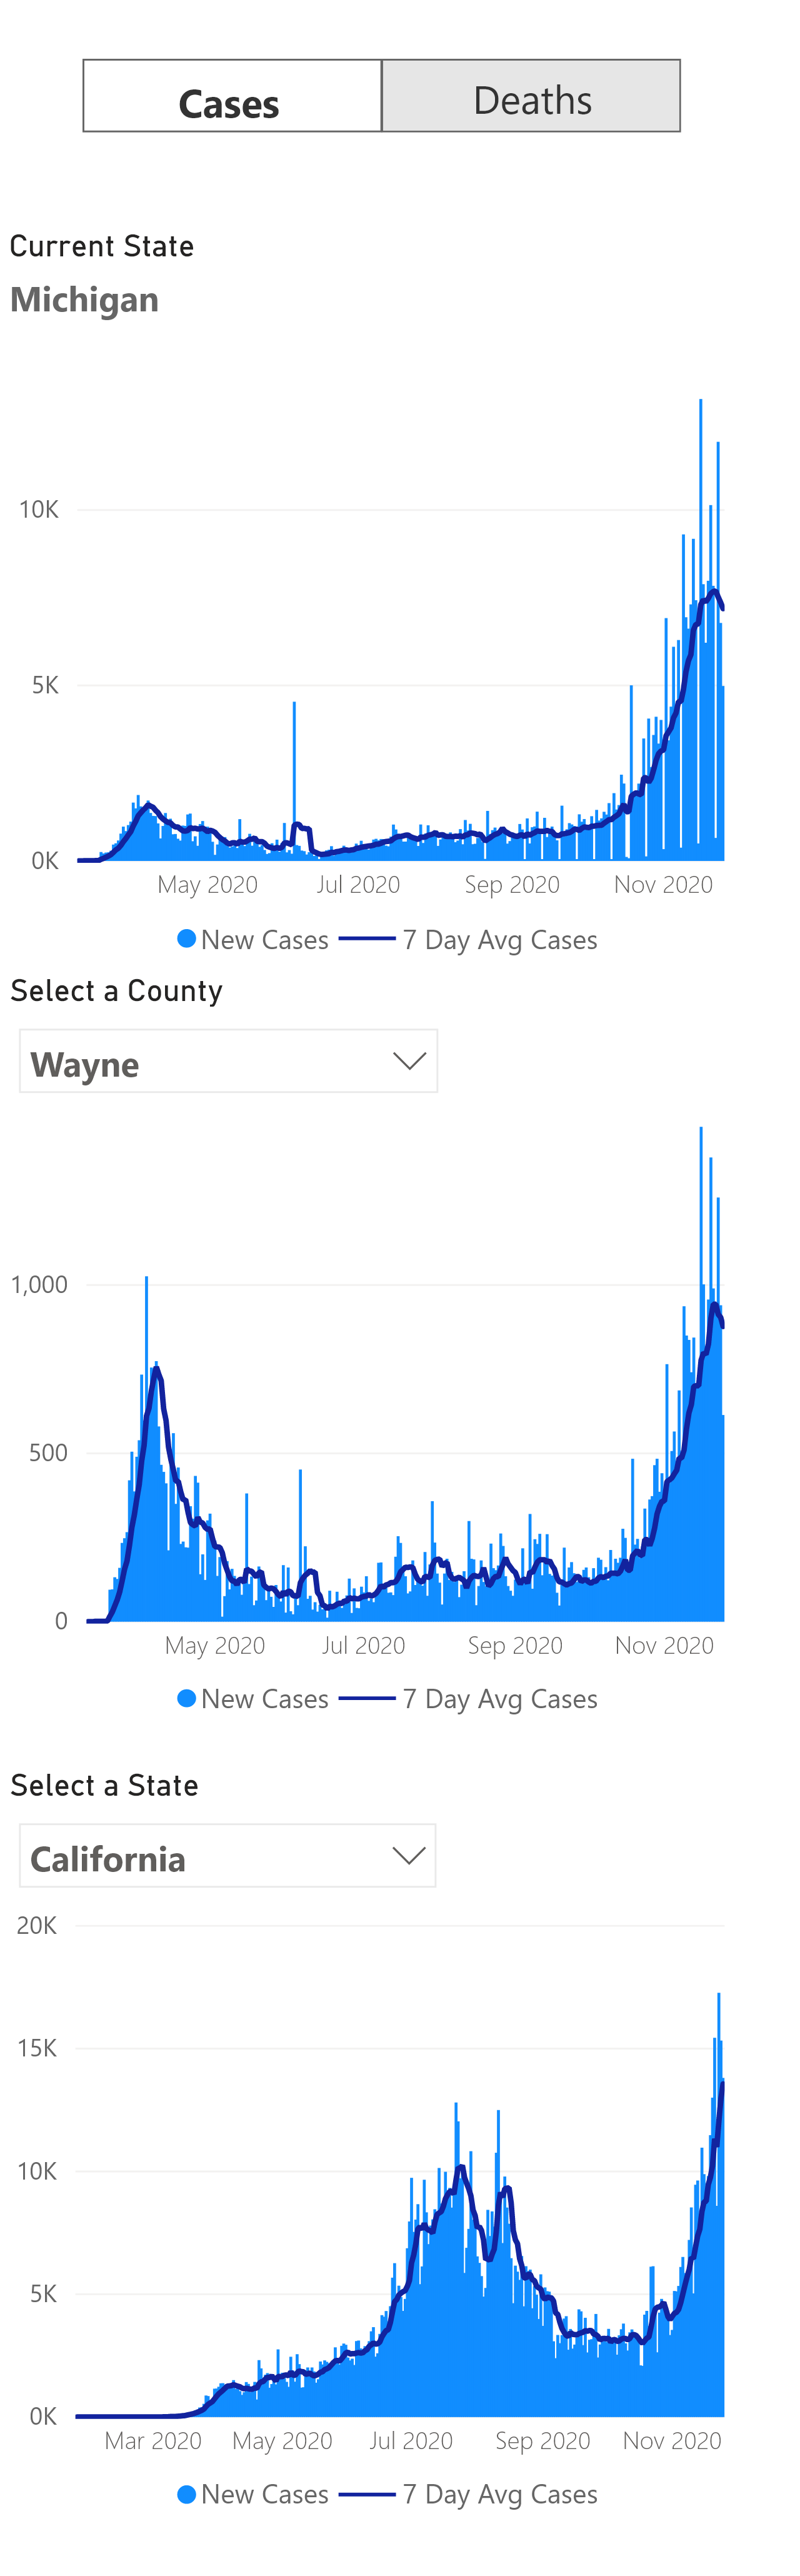 Cases Deaths
Current State
Michigan
10K
5K
0K
May 2020 Jul 2020 Sep 2020 Nov 2020
New Cases 7 Day Avg Cases
Select a County
Wayne
1,000
500
0
May 2020 Jul 2020 Sep 2020 Nov 2020
New Cases 7 Day Avg Cases
Select a State
California
20K
15K
10K
5K
0K
Mar 2020 May 2020 Jul 2020 Sep 2020 Nov 2020
New Cases 7 Day Avg Cases